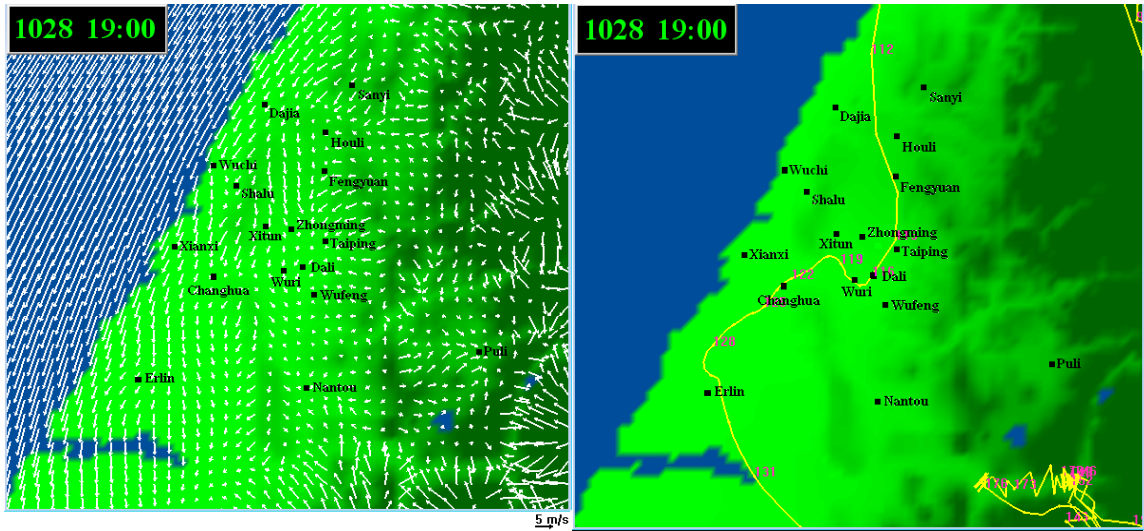 1028 19:00
Sanyi
Dajia
Houli
Wuchi
Fengyuan
Shalu
Zhongming
Xitun
Taiping
Xianxi
Dali
Wuri
Changhua
Wufeng
Puli
Erlin
Nantou
5 m/s
1028 19:00
112
Sanyi
Dajia
Houli
Wuchi
Fengyuan
Shalu
Zhongming
Xitun
Taiping
Xianxi
119
Dali
122
Wuri
Changhua
Wufeng
126
Puli
Erlin
Nantou
131